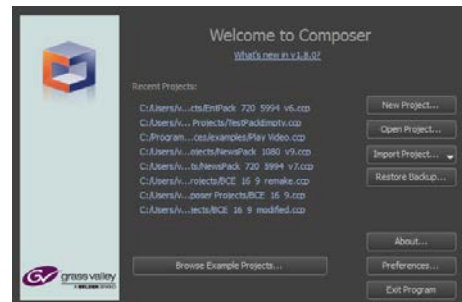 Welcome to Composer
What's new in v1.8.0?
Recent Projects:
C:/Users/v...cts/EntPack 720 5994 v6.ccp
C:/Users/v... Projects/TestPackEmpty.ccp
C:/Program...ces/examples/Play Video.ccp
C:/Users/v...ojects/NewsPack 1080 v9.ccp
C:/Users/v...ts/NewsPack 720 5994 v7.ccp
C:/Users/v...rojects/BCE 16 9 remake.ccp
C:/Users/v...poser Projects/BCE 16 9.ccp
C:/Users/v...jects/BCE 16 9 modified.ccp
Browse Example Projects...
New Project...
Open Project...
Import Project...
Restore Backup...
About...
Preferences...
Exit Program
GV grass valley
A BELDEN BRAND